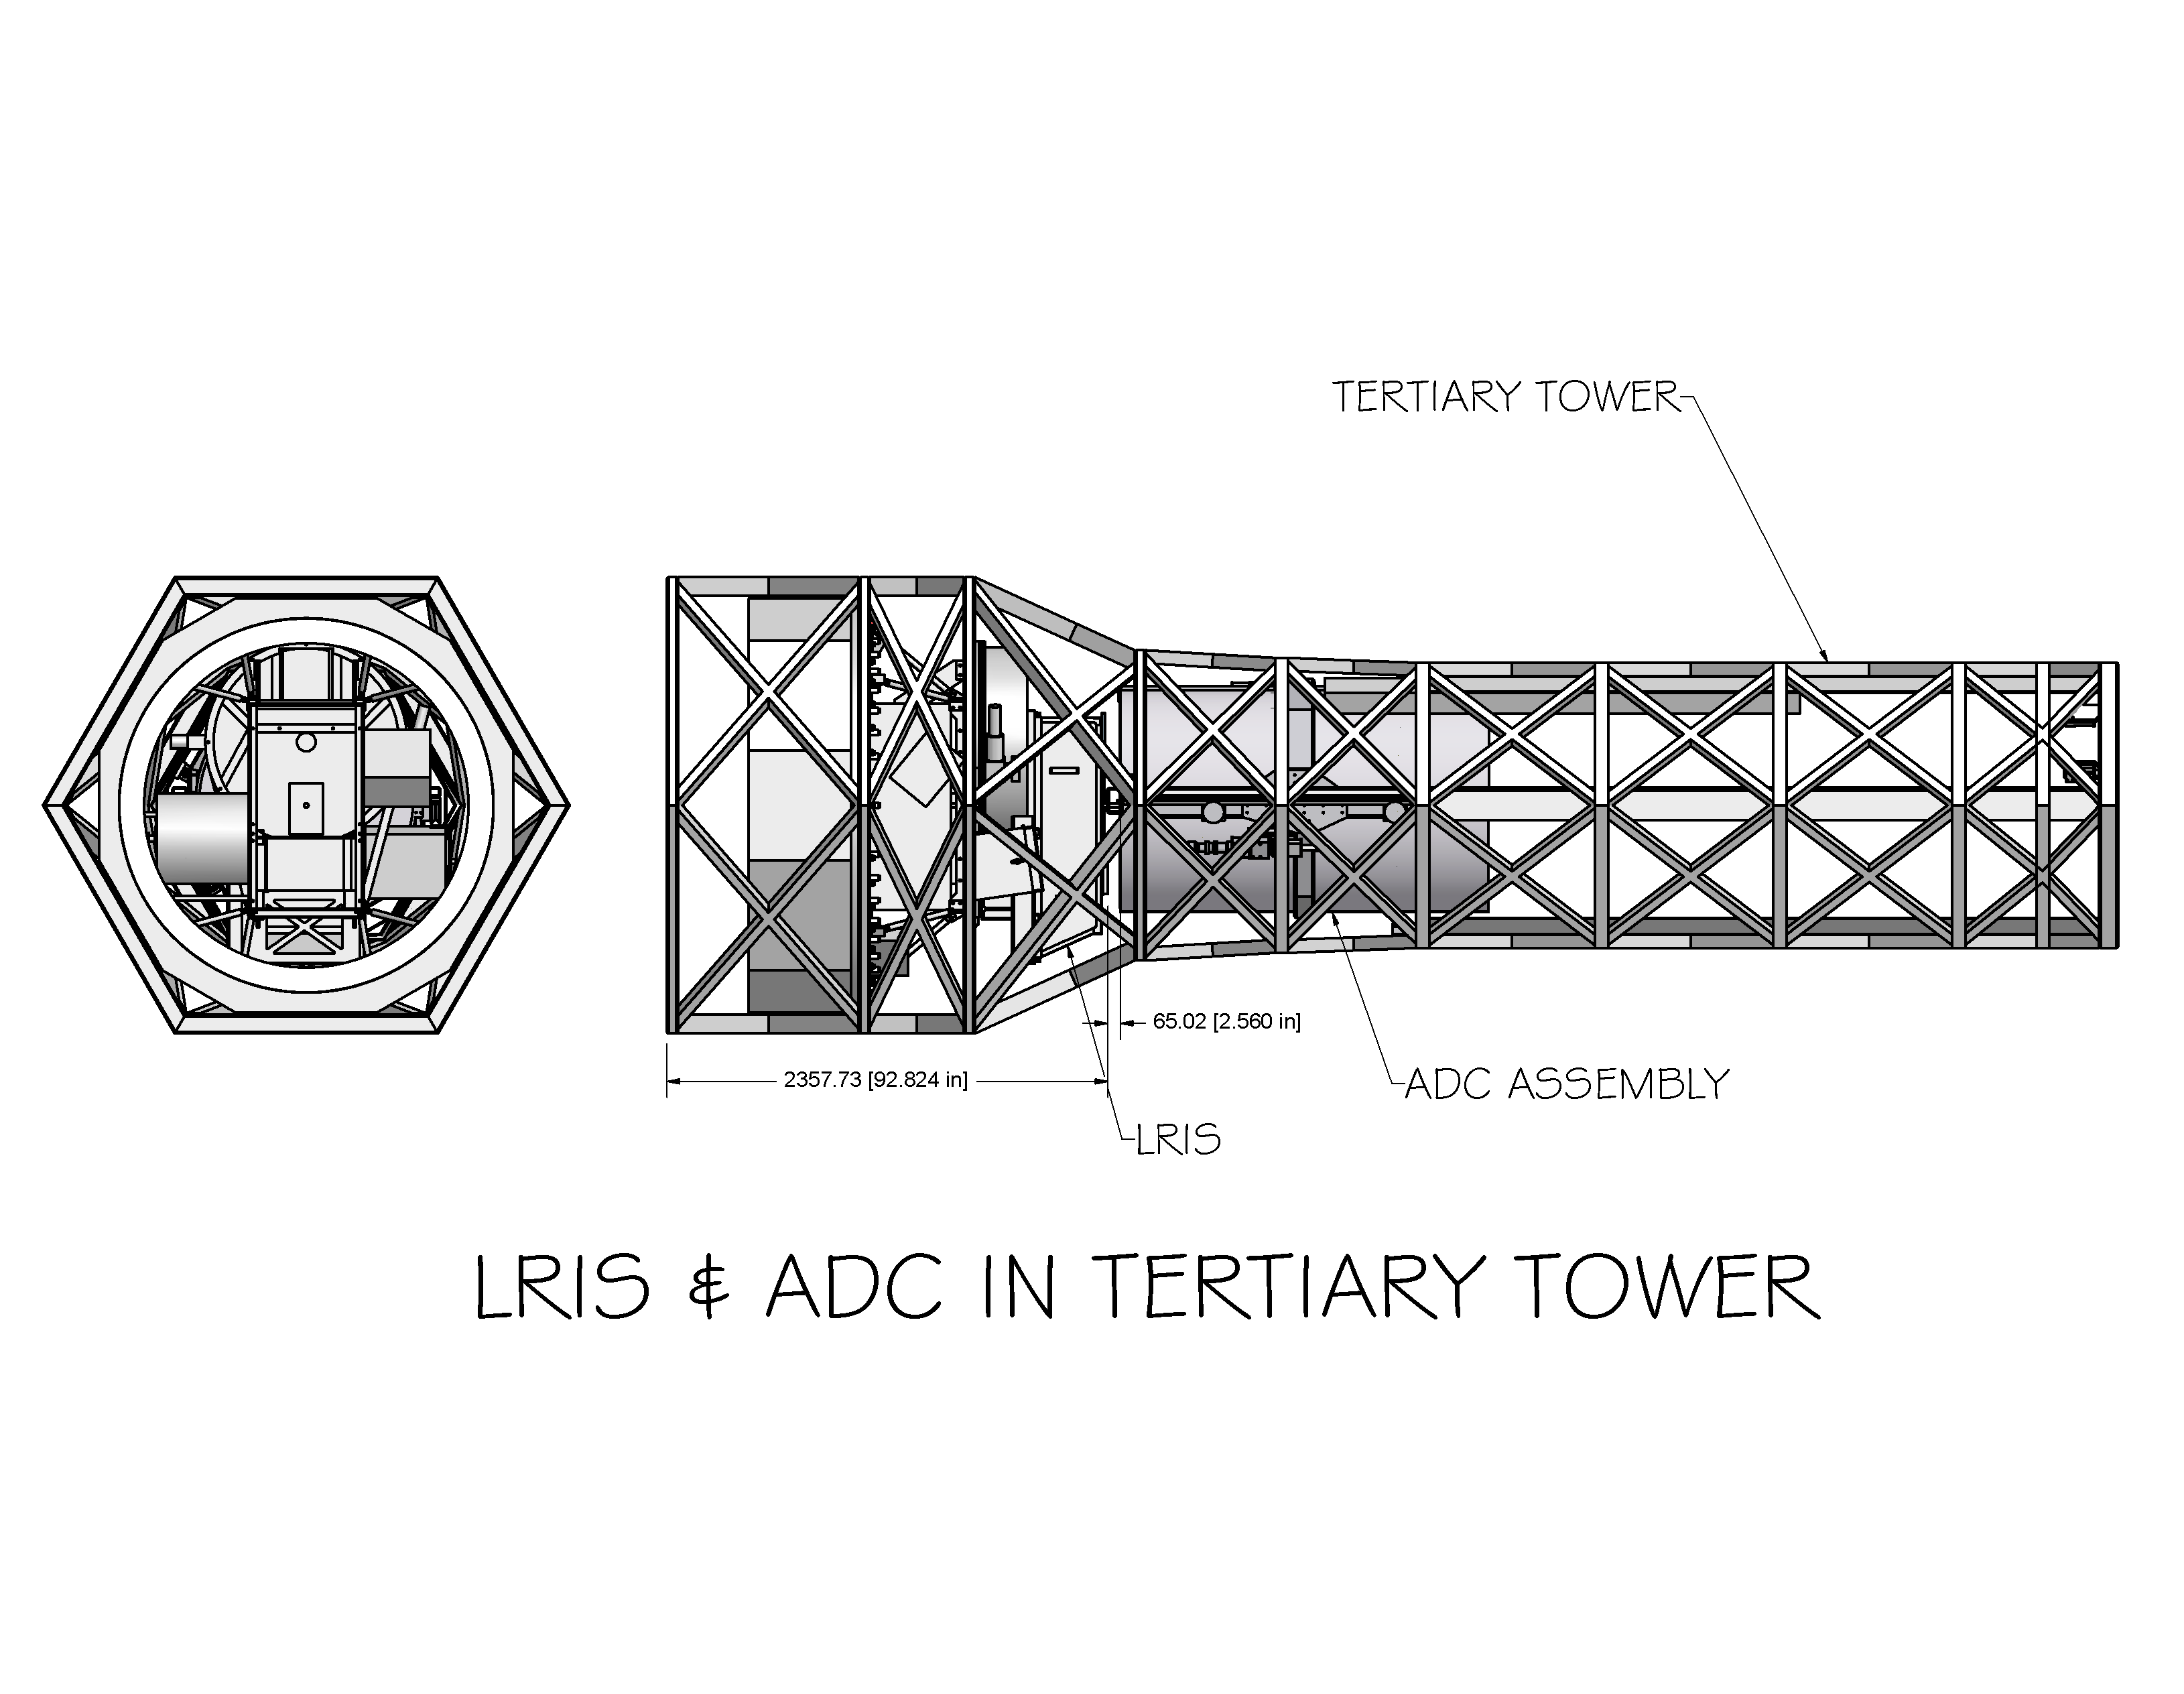 TERTIARY TOWER
65.02 [2.560 in]
2357.73 [92.824 in]
ADC ASSEMBLY
LRIS
LRIS & ADC IN TERTIARY TOWER